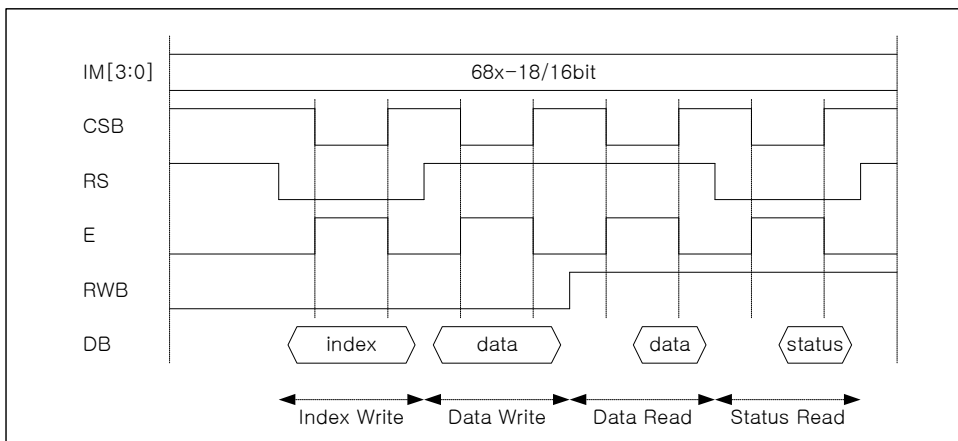 IM[3:0] 68x-18/16bit
CSB
RS
E
RWB
DB index data data status
Index Write Data Write Data Read Status Read